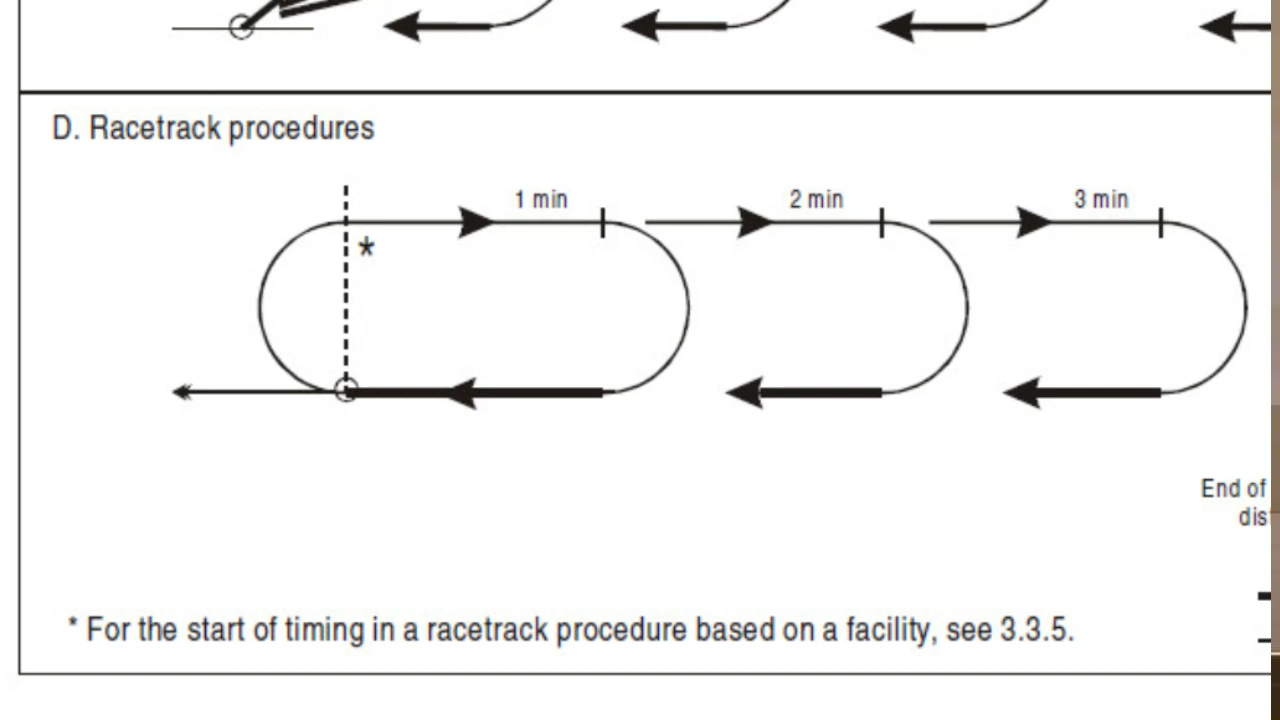 D. Racetrack procedures
1 min
2 min
3 min
*
End of
dis
* For the start of timing in a racetrack procedure based on a facility, see 3.3.5.